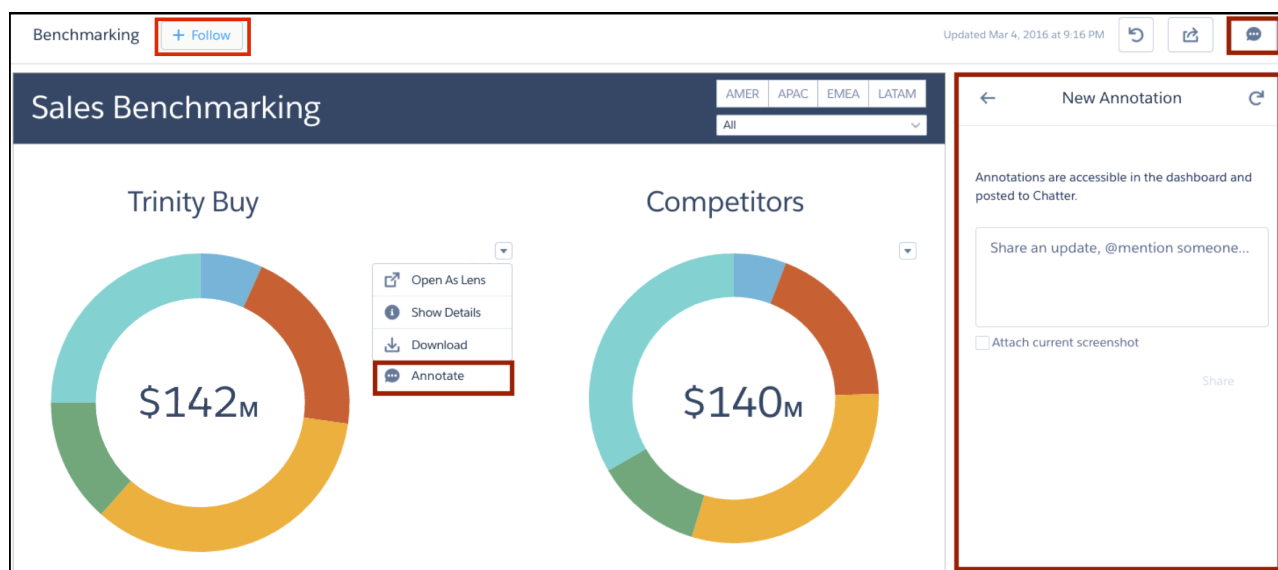 Benchmarking
+ Follow
Updated Mar 4, 2016 at 9:16 PM
Sales Benchmarking
AMER APAC EMEA LATAM
All
Trinity Buy
Open As Lens
Show Details
Download
Annotate
$142M
Competitors
$140M
New Annotation
Annotations are accessible in the dashboard and
posted to Chatter.
Share an update, @mention someone...
Attach current screenshot
Share